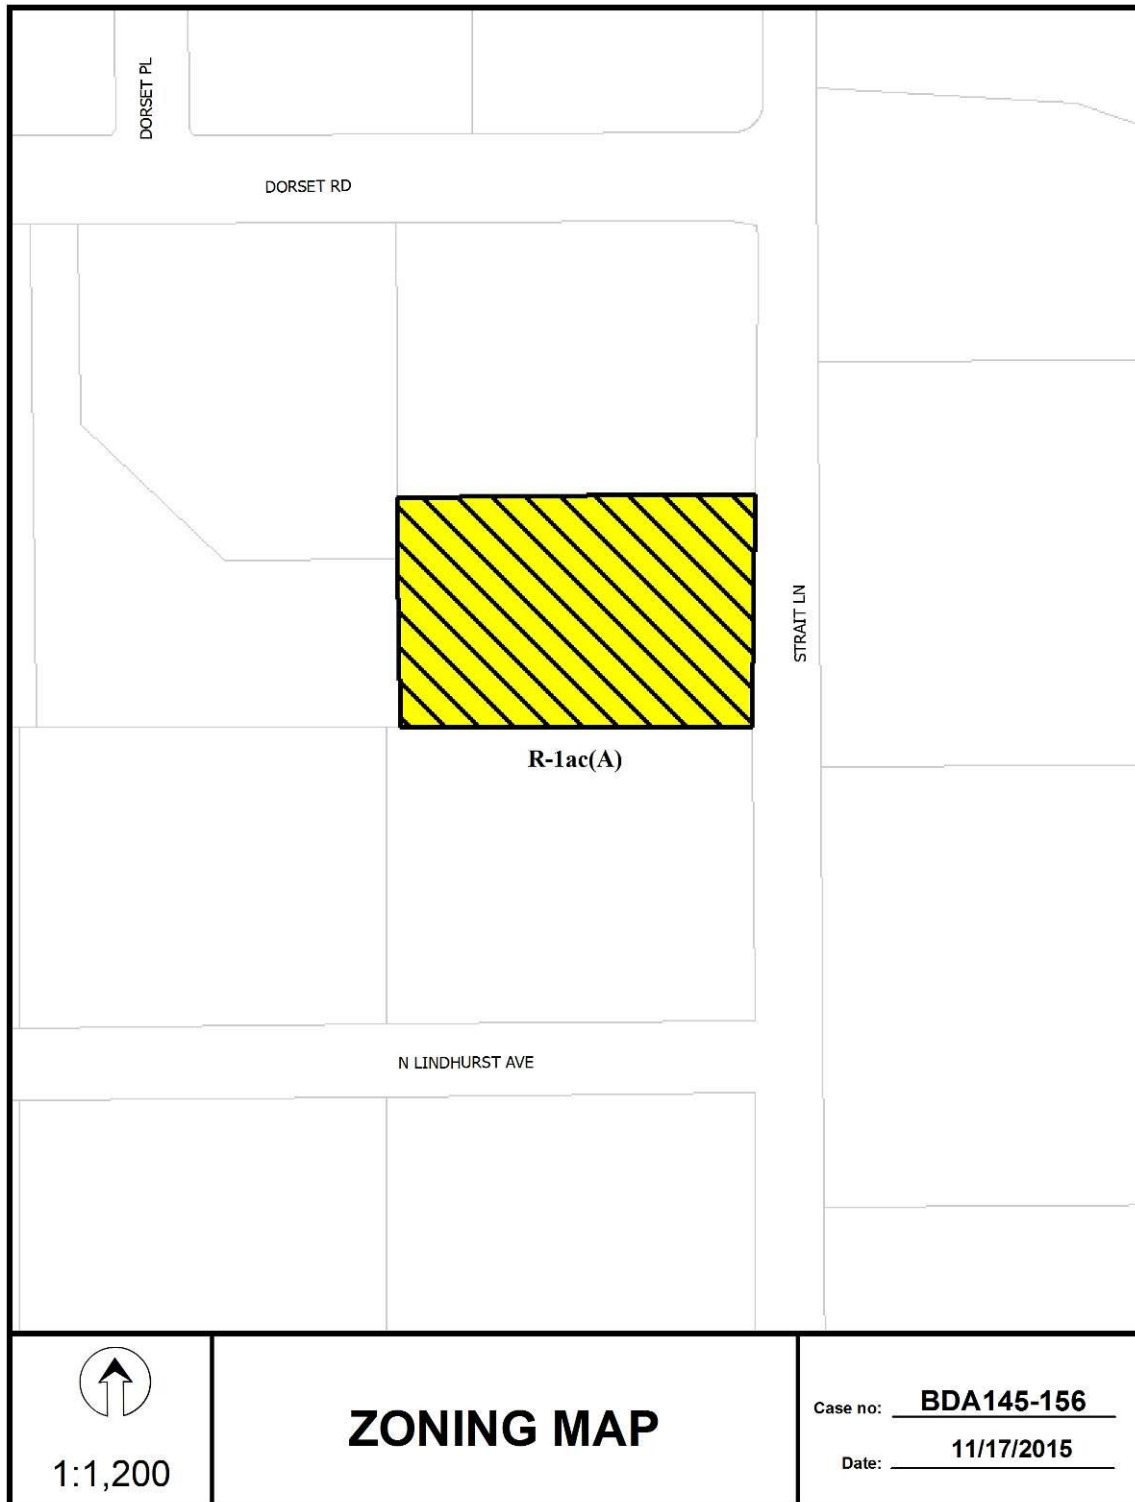 DORSET PL
DORSET RD
STRAIT LN
R-1ac(A)
N LINDHURST AVE
1:1,200
ZONING MAP
Case no: BDA145-156
Date: 11/17/2015